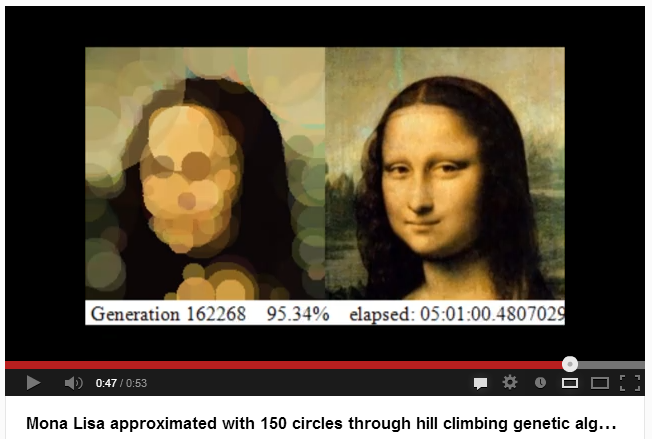 Generation 162268 95.34% elapsed: 05:01:00.4807029
0:47 / 0:53
Mona Lisa approximated with 150 circles through hill climbing genetic alg...